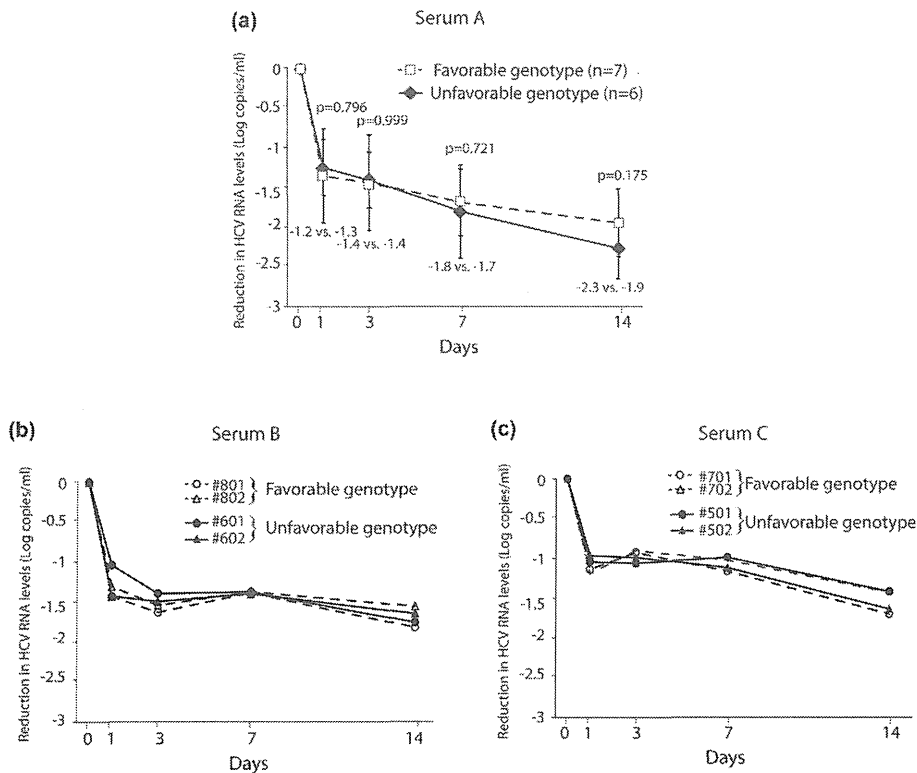 (a)
Serum A
Reduction in HCV RNA levels (Log copies/ml)
0
-0.5
-1
-1.5
-2
-2.5
-3
Favorable genotype (n=7)
Unfavorable genotype (n=6)
p=0.796
p=0.999
p=0.721
p=0.175
-1.2 vs. -1.3
-1.4 vs. -1.4
-1.8 vs. -1.7
-2.3 vs. -1.9
0 1 3 7 14
Days
(b)
Serum B
Reduction in HCV RNA levels (Log copies/ml)
0
-0.5
-1
-1.5
-2
-2.5
-3
#801
#802
Favorable genotype
#601
#602
Unfavorable genotype
0 1 3 7 14
Days
(c)
Serum C
Reduction in HCV RNA levels (Log copies/ml)
0
-0.5
-1
-1.5
-2
-2.5
-3
#701
#702
Favorable genotype
#501
#502
Unfavorable genotype
0 1 3 7 14
Days